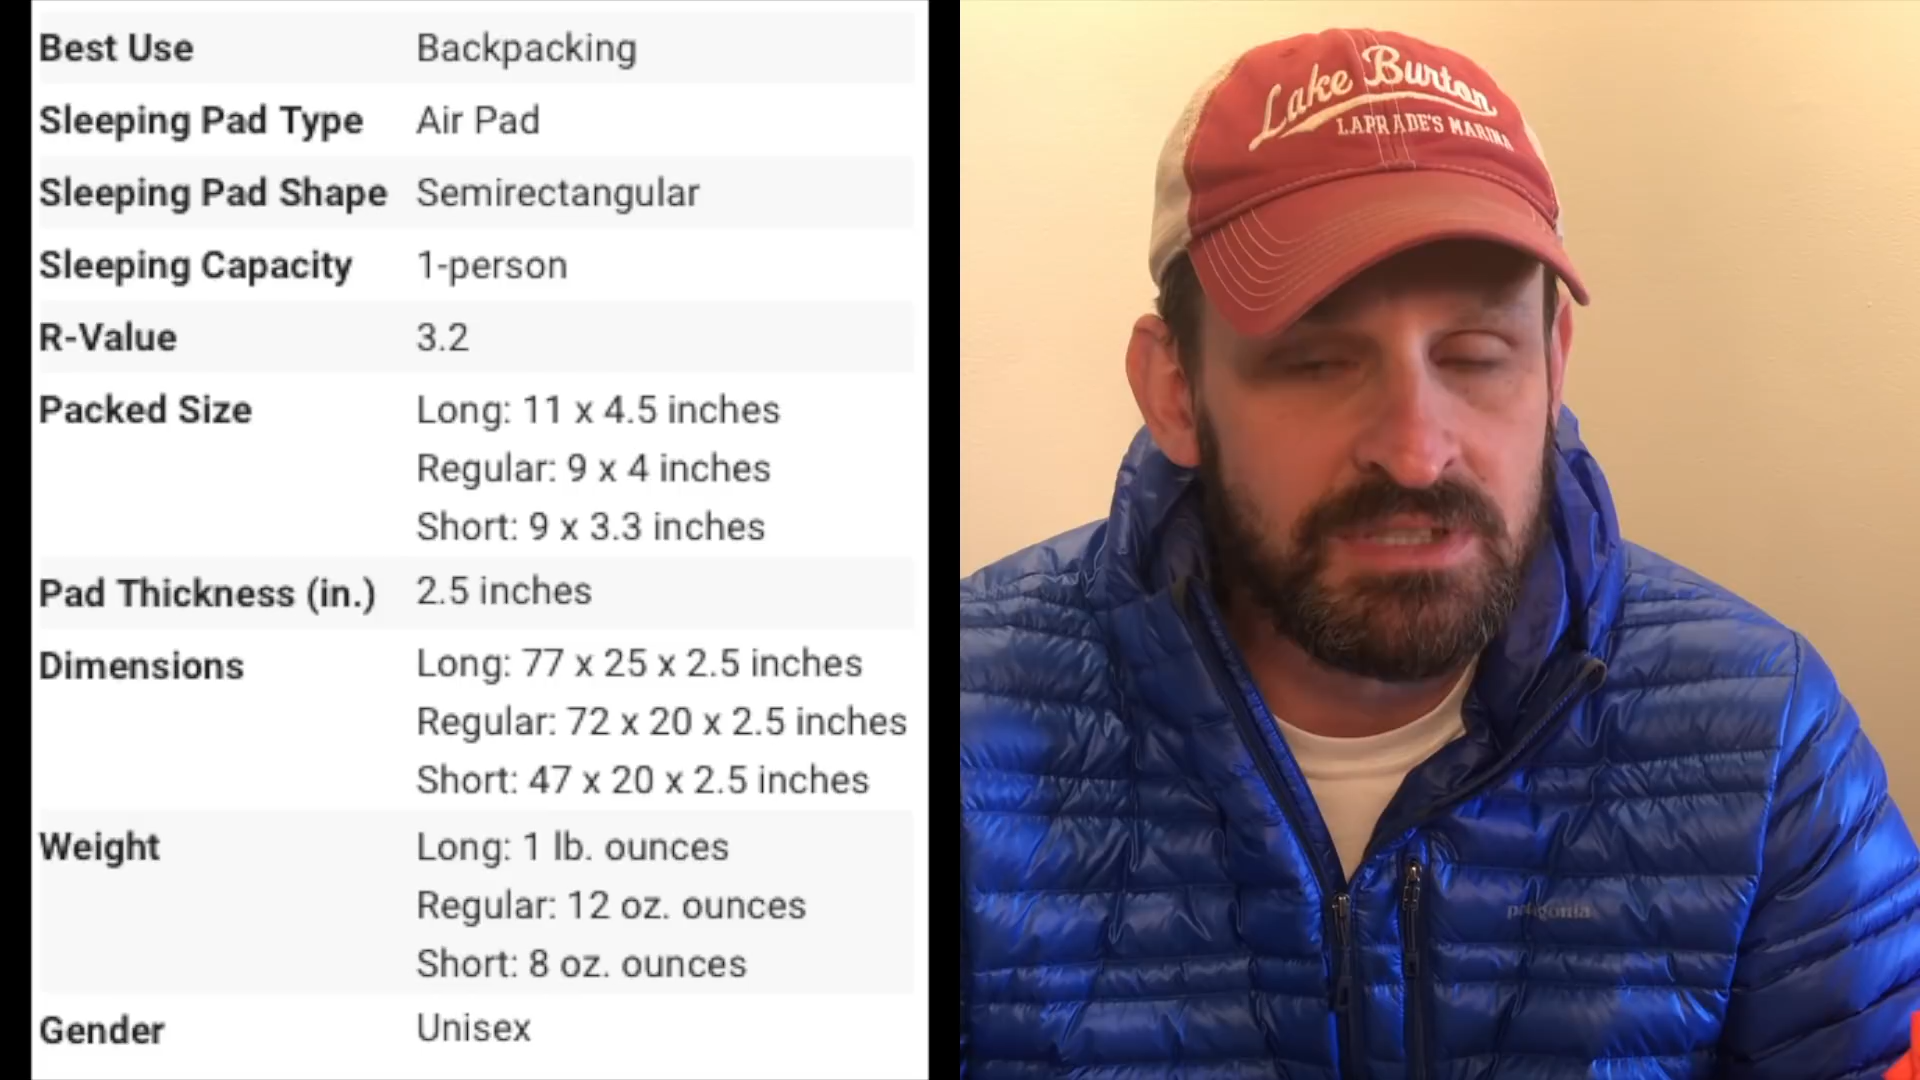 Best Use Backpacking
Sleeping Pad Type Air Pad
Sleeping Pad Shape Semirectangular
Sleeping Capacity 1-person
R-Value 3.2
Packed Size Long: 11 x 4.5 inches
Regular: 9 x 4 inches
Short: 9 x 3.3 inches
Pad Thickness (in.) 2.5 inches
Dimensions Long: 77 x 25 x 2.5 inches
Regular: 72 x 20 x 2.5 inches
Short: 47 x 20 x 2.5 inches
Weight Long: 1 lb. ounces
Regular: 12 oz. ounces
Short: 8 oz. ounces
Gender Unisex
Lake Burton
LAPRADE'S MARINA
patagonia